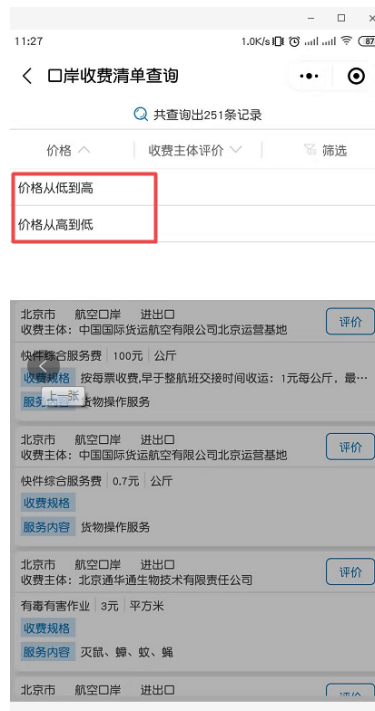 11:27
1.0K/s
87
口岸收费清单查询
共查询出251条记录
价格
收费主体评价
筛选
价格从低到高
价格从高到低
北京市 航空口岸 进出口
收费主体：中国国际货运航空有限公司北京运营基地
评价
快件综合服务费 100元 公斤
收费规格 按每票收费,早于整航班交接时间收运：1元每公斤，最…
上一张
服务内容 货物操作服务
北京市 航空口岸 进出口
收费主体：中国国际货运航空有限公司北京运营基地
评价
快件综合服务费 0.7元 公斤
收费规格
服务内容 货物操作服务
北京市 航空口岸 进出口
收费主体：北京通华通生物技术有限责任公司
评价
有毒有害作业 3元 平方米
收费规格
服务内容 灭鼠、蟑、蚊、蝇
北京市 航空口岸 进出口
评价